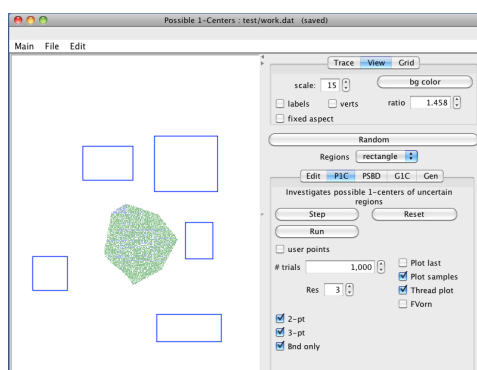 Possible 1-Centers : test/work.dat (saved)
Main File Edit
Trace View Grid
scale: 15 bg color
labels verts ratio 1.458
fixed aspect
Random
Regions rectangle
Edit P1C PSBD G1C Gen
Investigates possible 1-centers of uncertain
regions
Step Reset
Run
user points
# trials 1,000 Plot last
Plot samples
Res 3 Thread plot
FVorn
2-pt
3-pt
Bnd only